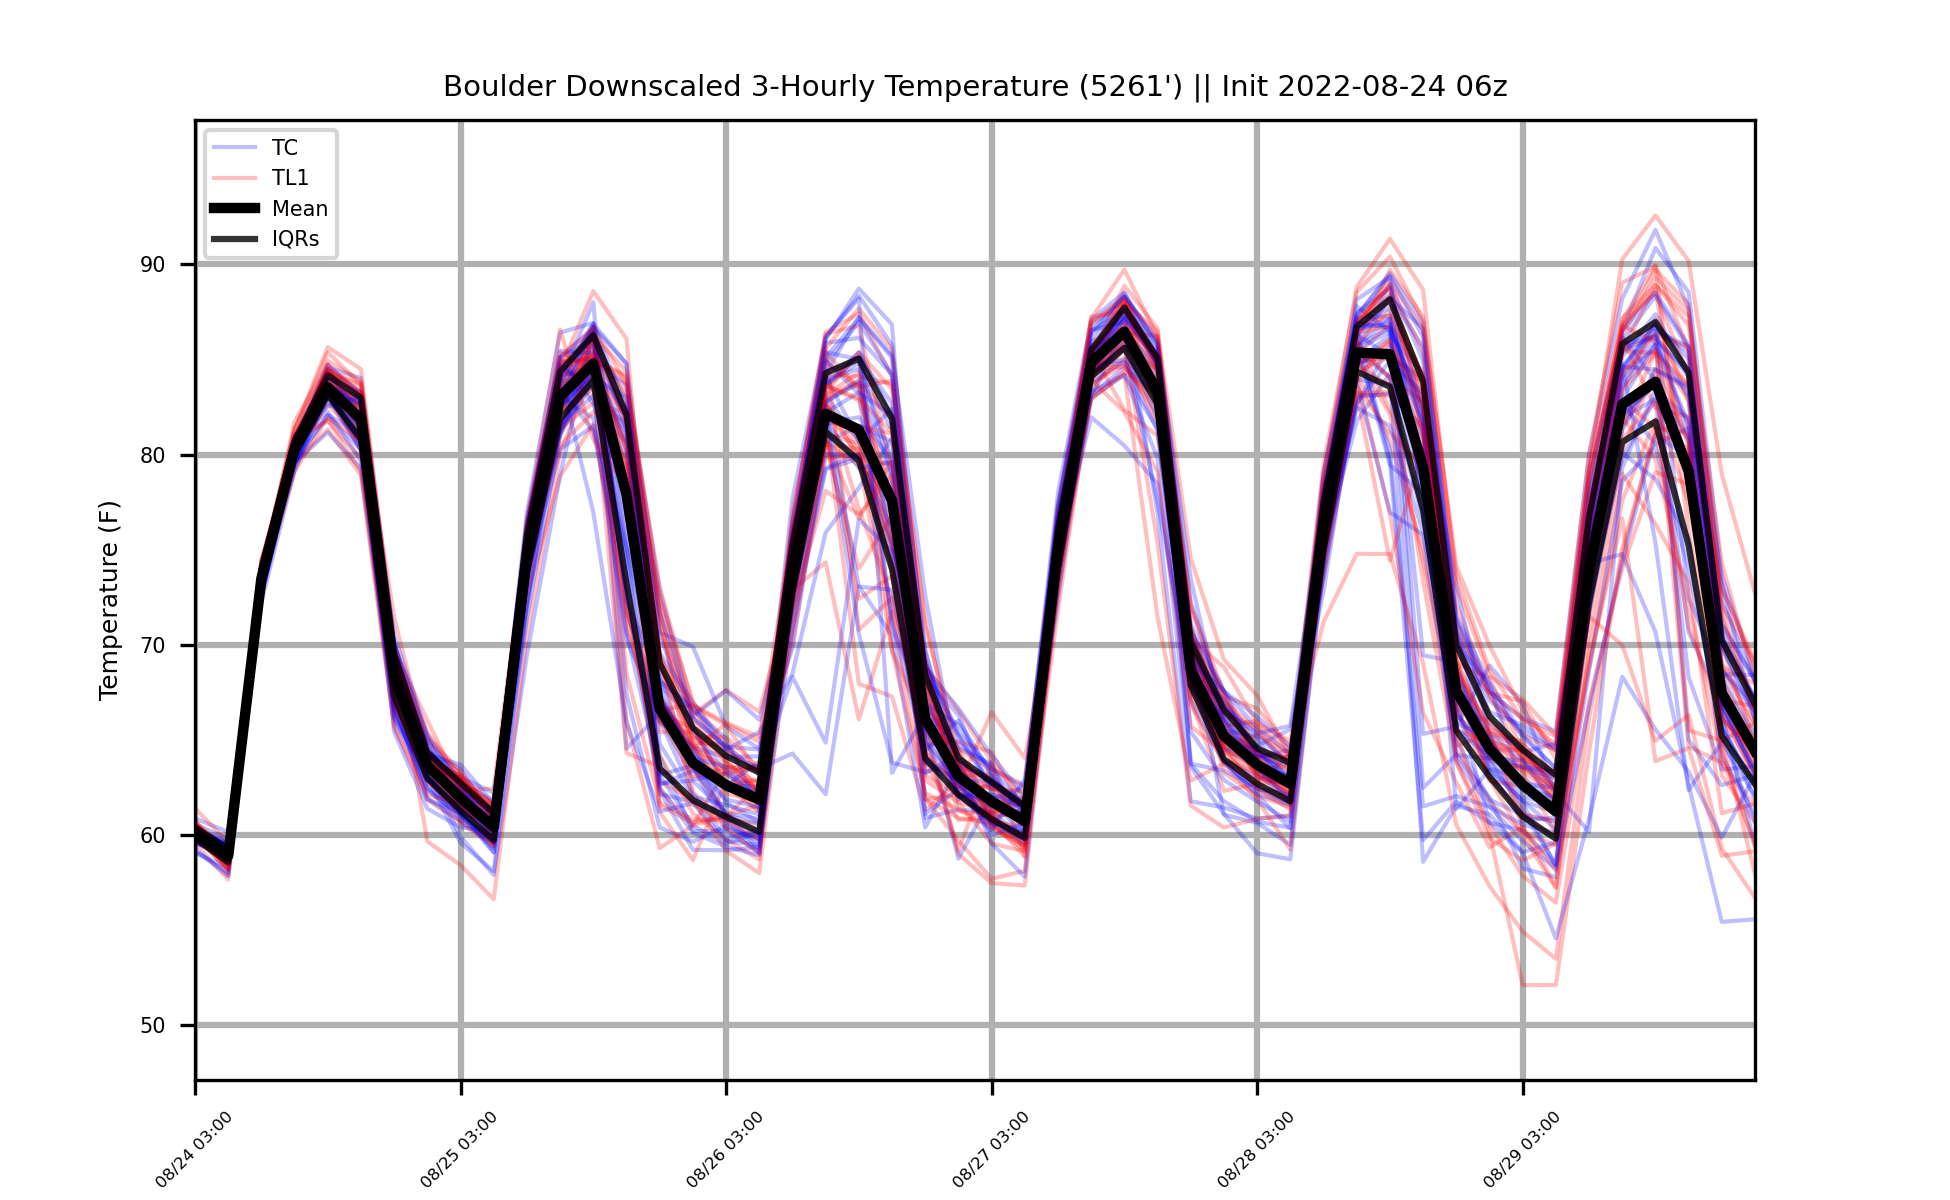 Boulder Downscaled 3-Hourly Temperature (5261') || Init 2022-08-24 06z
TC
TL1
Mean
IQRs
Temperature (F)
90
80
70
60
50
08/24 03:00
08/25 03:00
08/26 03:00
08/27 03:00
08/28 03:00
08/29 03:00